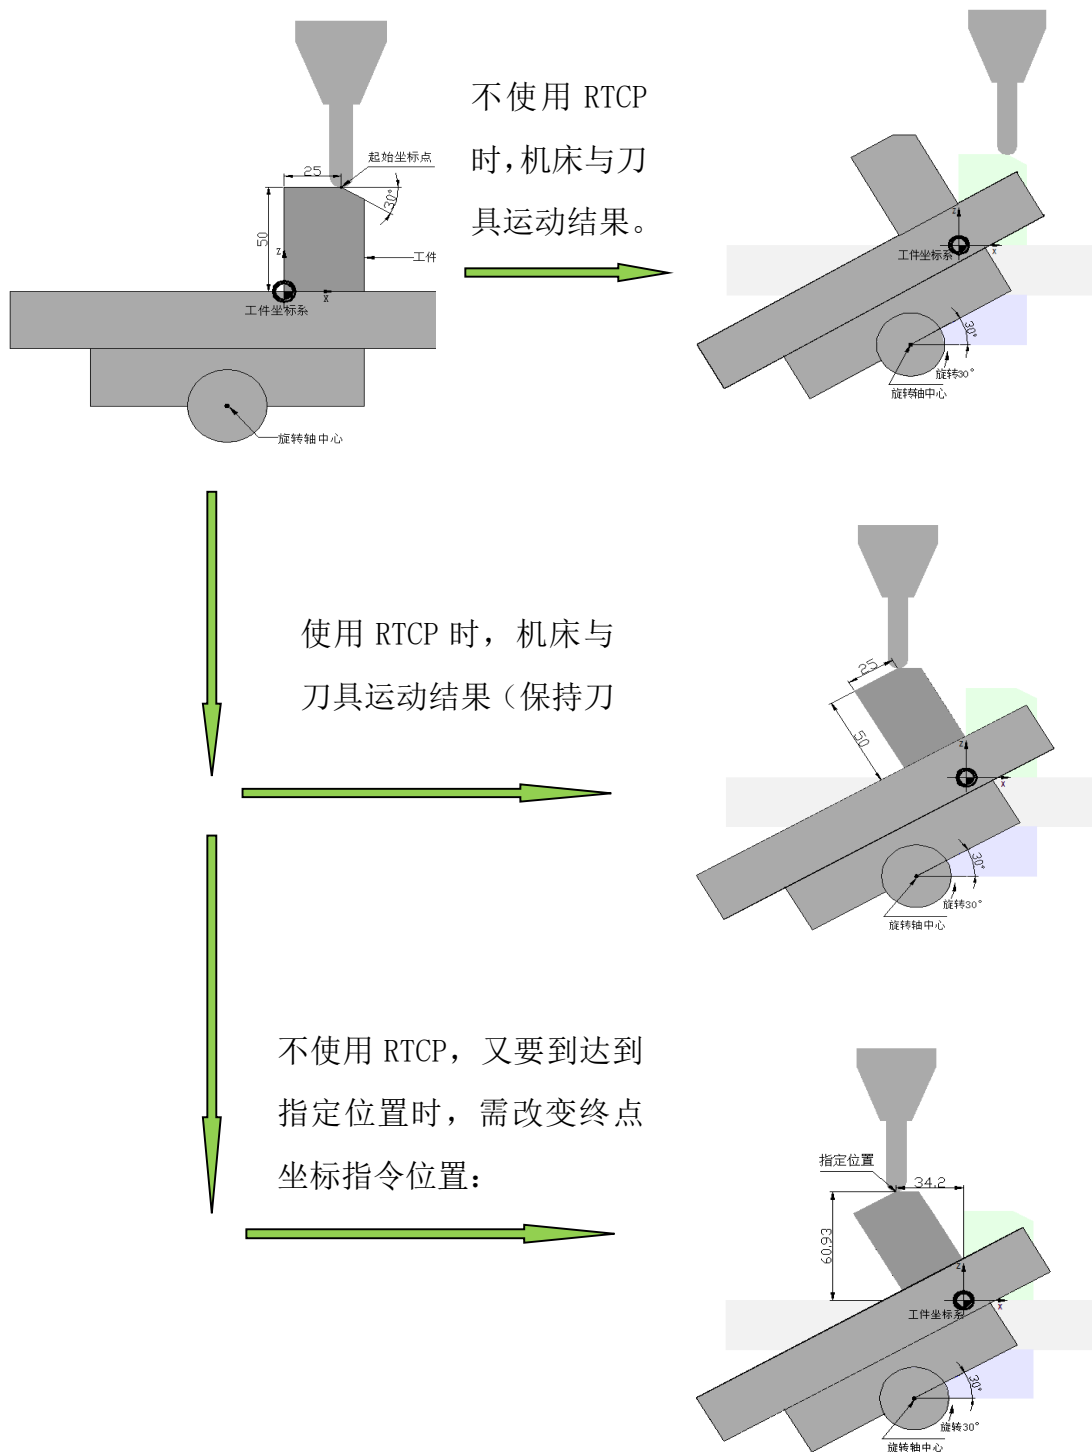 不使用 RTCP
时，机床与刀
具运动结果。
25
起始坐标点
30°
50
z
工件
x
工件坐标系
旋转轴中心
z
工件坐标系
x
30°
旋转30°
旋转轴中心
使用 RTCP 时，机床与
刀具运动结果（保持刀
25
50
z
x
30°
旋转30°
旋转轴中心
不使用 RTCP，又要到达到
指定位置时，需改变终点
坐标指令位置：
指定位置
34.2
60.93
z
工件坐标系
x
30°
旋转30°
旋转轴中心